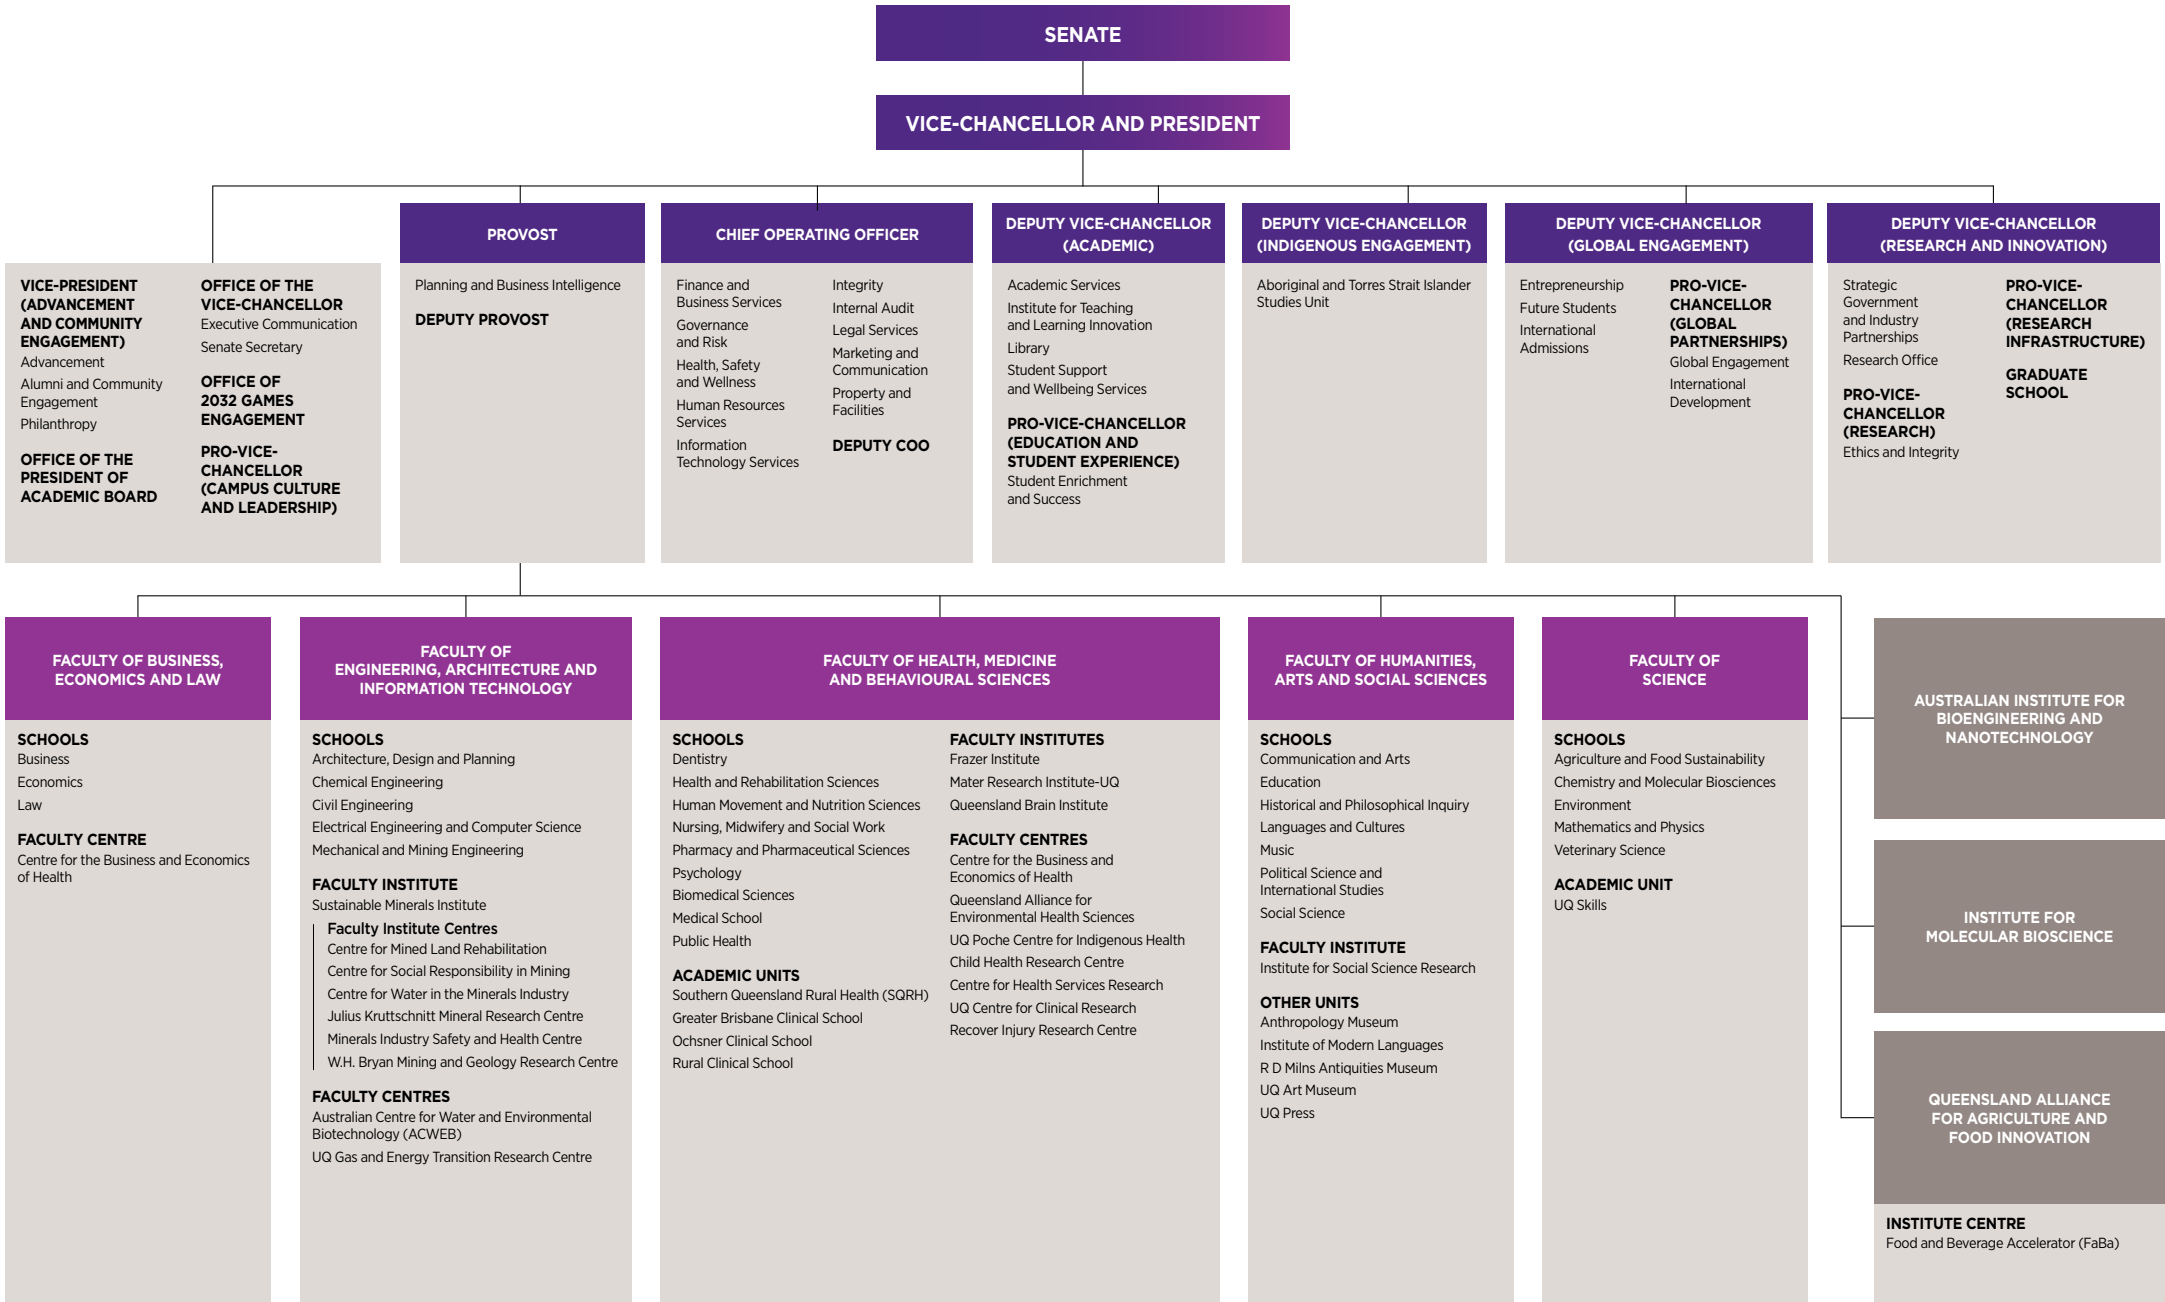 SENATE
VICE-CHANCELLOR AND PRESIDENT
VICE-PRESIDENT
(ADVANCEMENT
AND COMMUNITY
ENGAGEMENT)
Advancement
Alumni and Community
Engagement
Philanthropy
OFFICE OF THE
PRESIDENT OF
ACADEMIC BOARD
OFFICE OF THE
VICE-CHANCELLOR
Executive Communication
Senate Secretary
OFFICE OF
2032 GAMES
ENGAGEMENT
PRO-VICE-
CHANCELLOR
(CAMPUS CULTURE
AND LEADERSHIP)
PROVOST
Planning and Business Intelligence
DEPUTY PROVOST
CHIEF OPERATING OFFICER
Finance and
Business Services
Governance
and Risk
Health, Safety
and Wellness
Human Resources
Services
Information
Technology Services
Integrity
Internal Audit
Legal Services
Marketing and
Communication
Property and
Facilities
DEPUTY COO
DEPUTY VICE-CHANCELLOR
(ACADEMIC)
Academic Services
Institute for Teaching
and Learning Innovation
Library
Student Support
and Wellbeing Services
PRO-VICE-CHANCELLOR
(EDUCATION AND
STUDENT EXPERIENCE)
Student Enrichment
and Success
DEPUTY VICE-CHANCELLOR
(INDIGENOUS ENGAGEMENT)
Aboriginal and Torres Strait Islander
Studies Unit
DEPUTY VICE-CHANCELLOR
(GLOBAL ENGAGEMENT)
Entrepreneurship
Future Students
International
Admissions
PRO-VICE-
CHANCELLOR
(GLOBAL
PARTNERSHIPS)
Global Engagement
International
Development
DEPUTY VICE-CHANCELLOR
(RESEARCH AND INNOVATION)
Strategic
Government
and Industry
Partnerships
Research Office
PRO-VICE-
CHANCELLOR
(RESEARCH)
Ethics and Integrity
PRO-VICE-
CHANCELLOR
(RESEARCH
INFRASTRUCTURE)
GRADUATE
SCHOOL
FACULTY OF BUSINESS,
ECONOMICS AND LAW
SCHOOLS
Business
Economics
Law
FACULTY CENTRE
Centre for the Business and Economics
of Health
FACULTY OF
ENGINEERING, ARCHITECTURE AND
INFORMATION TECHNOLOGY
SCHOOLS
Architecture, Design and Planning
Chemical Engineering
Civil Engineering
Electrical Engineering and Computer Science
Mechanical and Mining Engineering
FACULTY INSTITUTE
Sustainable Minerals Institute
Faculty Institute Centres
Centre for Mined Land Rehabilitation
Centre for Social Responsibility in Mining
Centre for Water in the Minerals Industry
Julius Kruttschnitt Mineral Research Centre
Minerals Industry Safety and Health Centre
W.H. Bryan Mining and Geology Research Centre
FACULTY CENTRES
Australian Centre for Water and Environmental
Biotechnology (ACWEB)
UQ Gas and Energy Transition Research Centre
FACULTY OF HEALTH, MEDICINE
AND BEHAVIOURAL SCIENCES
SCHOOLS
Dentistry
Health and Rehabilitation Sciences
Human Movement and Nutrition Sciences
Nursing, Midwifery and Social Work
Pharmacy and Pharmaceutical Sciences
Psychology
Biomedical Sciences
Medical School
Public Health
ACADEMIC UNITS
Southern Queensland Rural Health (SQRH)
Greater Brisbane Clinical School
Ochsner Clinical School
Rural Clinical School
FACULTY INSTITUTES
Frazer Institute
Mater Research Institute-UQ
Queensland Brain Institute
FACULTY CENTRES
Centre for the Business and
Economics of Health
Queensland Alliance for
Environmental Health Sciences
UQ Poche Centre for Indigenous Health
Child Health Research Centre
Centre for Health Services Research
UQ Centre for Clinical Research
Recover Injury Research Centre
FACULTY OF HUMANITIES,
ARTS AND SOCIAL SCIENCES
SCHOOLS
Communication and Arts
Education
Historical and Philosophical Inquiry
Languages and Cultures
Music
Political Science and
International Studies
Social Science
FACULTY INSTITUTE
Institute for Social Science Research
OTHER UNITS
Anthropology Museum
Institute of Modern Languages
R D Milns Antiquities Museum
UQ Art Museum
UQ Press
FACULTY OF
SCIENCE
SCHOOLS
Agriculture and Food Sustainability
Chemistry and Molecular Biosciences
Environment
Mathematics and Physics
Veterinary Science
ACADEMIC UNIT
UQ Skills
AUSTRALIAN INSTITUTE FOR
BIOENGINEERING AND
NANOTECHNOLOGY
INSTITUTE FOR
MOLECULAR BIOSCIENCE
QUEENSLAND ALLIANCE
FOR AGRICULTURE AND
FOOD INNOVATION
INSTITUTE CENTRE
Food and Beverage Accelerator (FaBa)